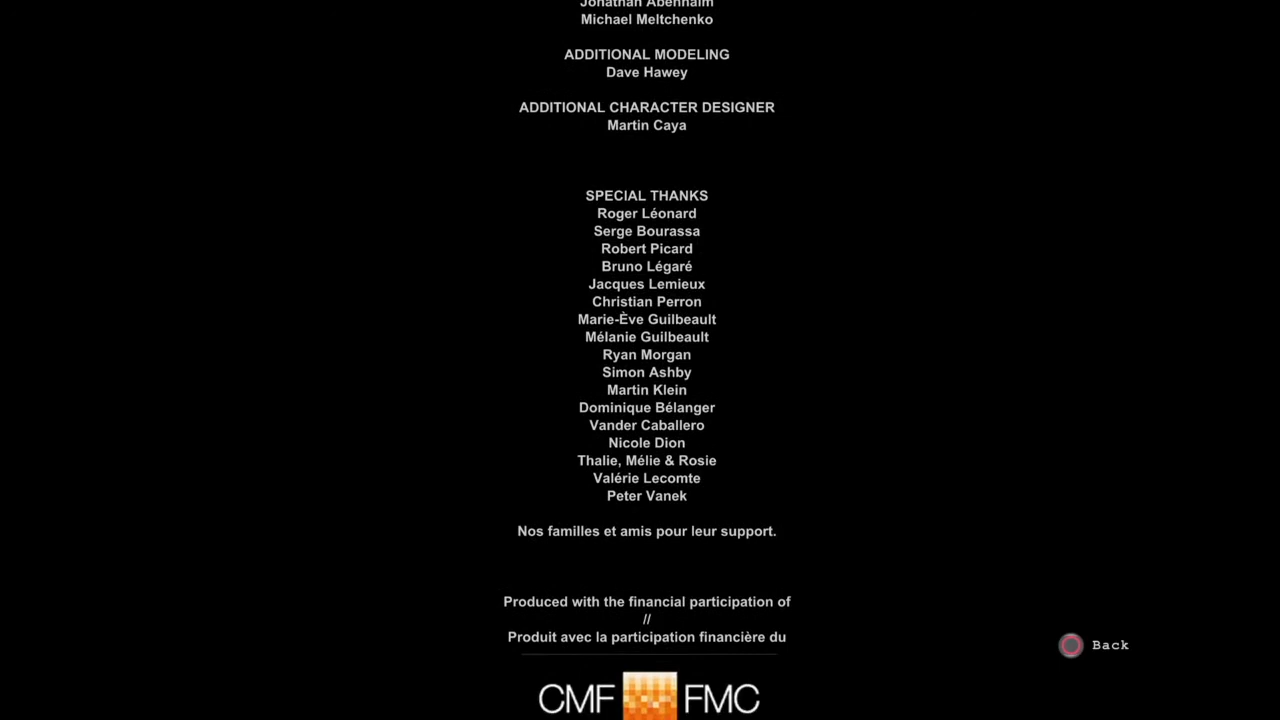 Jonathan Abenhaim
Michael Meltchenko
ADDITIONAL MODELING
Dave Hawey
ADDITIONAL CHARACTER DESIGNER
Martin Caya
SPECIAL THANKS
Roger Léonard
Serge Bourassa
Robert Picard
Bruno Légaré
Jacques Lemieux
Christian Perron
Marie-Ève Guilbeault
Mélanie Guilbeault
Ryan Morgan
Simon Ashby
Martin Klein
Dominique Bélanger
Vander Caballero
Nicole Dion
Thalie, Mélie & Rosie
Valérie Lecomte
Peter Vanek
Nos familles et amis pour leur support.
Produced with the financial participation of
//
Produit avec la participation financière du
Back
CMF FMC